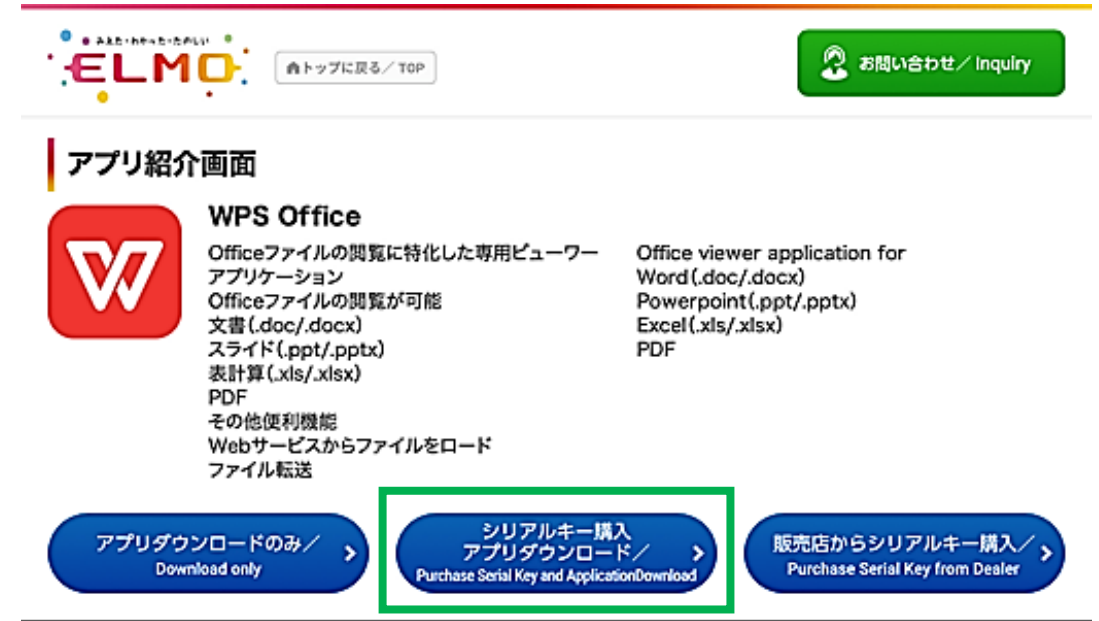 みえた・わかった・たのしい
ELMO
トップに戻る／TOP
お問い合わせ／Inquiry
アプリ紹介画面
WPS Office
Officeファイルの閲覧に特化した専用ビューワー
アプリケーション
Officeファイルの閲覧が可能
文書(.doc/.docx)
スライド(.ppt/.pptx)
表計算(.xls/.xlsx)
PDF
その他便利機能
Webサービスからファイルをロード
ファイル転送
Office viewer application for
Word(.doc/.docx)
Powerpoint(.ppt/.pptx)
Excel(.xls/.xlsx)
PDF
アプリダウンロードのみ／
Download only
シリアルキー購入
アプリダウンロード／
Purchase Serial Key and ApplicationDownload
販売店からシリアルキー購入／
Purchase Serial Key from Dealer